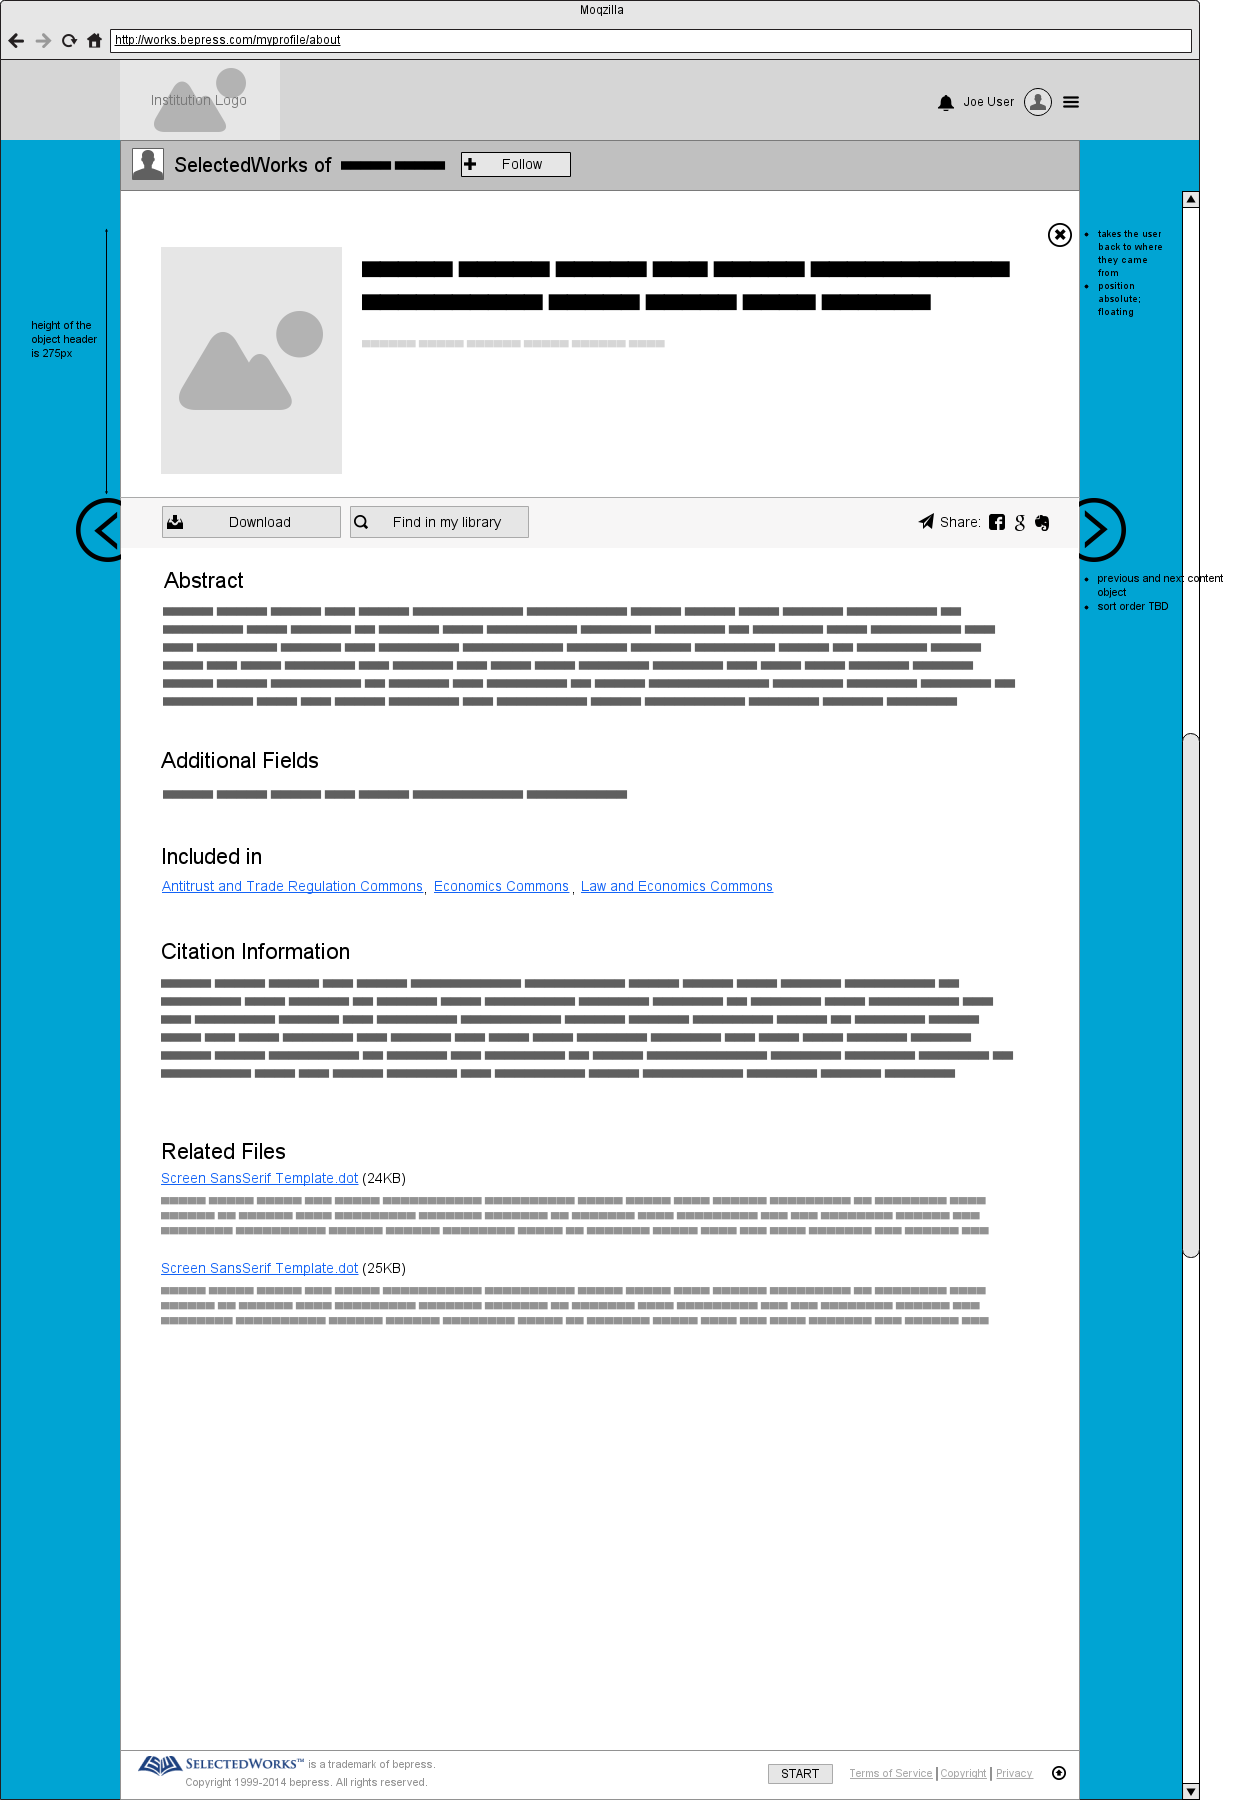 Moqzilla
http://works.bepress.com/myprofile/about
Institution Logo
Joe User
SelectedWorks of
Follow
takes the user
back to where
they came
from
position
absolute;
floating
height of the
object header
is 275px
Download
Find in my library
Share:
previous and next content
object
sort order TBD
Abstract
Additional Fields
Included in
Antitrust and Trade Regulation Commons, Economics Commons, Law and Economics Commons
Citation Information
Related Files
Screen SansSerif Template.dot (24KB)
Screen SansSerif Template.dot (25KB)
SELECTEDWORKS™ is a trademark of bepress.
Copyright 1999-2014 bepress. All rights reserved.
START
Terms of Service | Copyright | Privacy